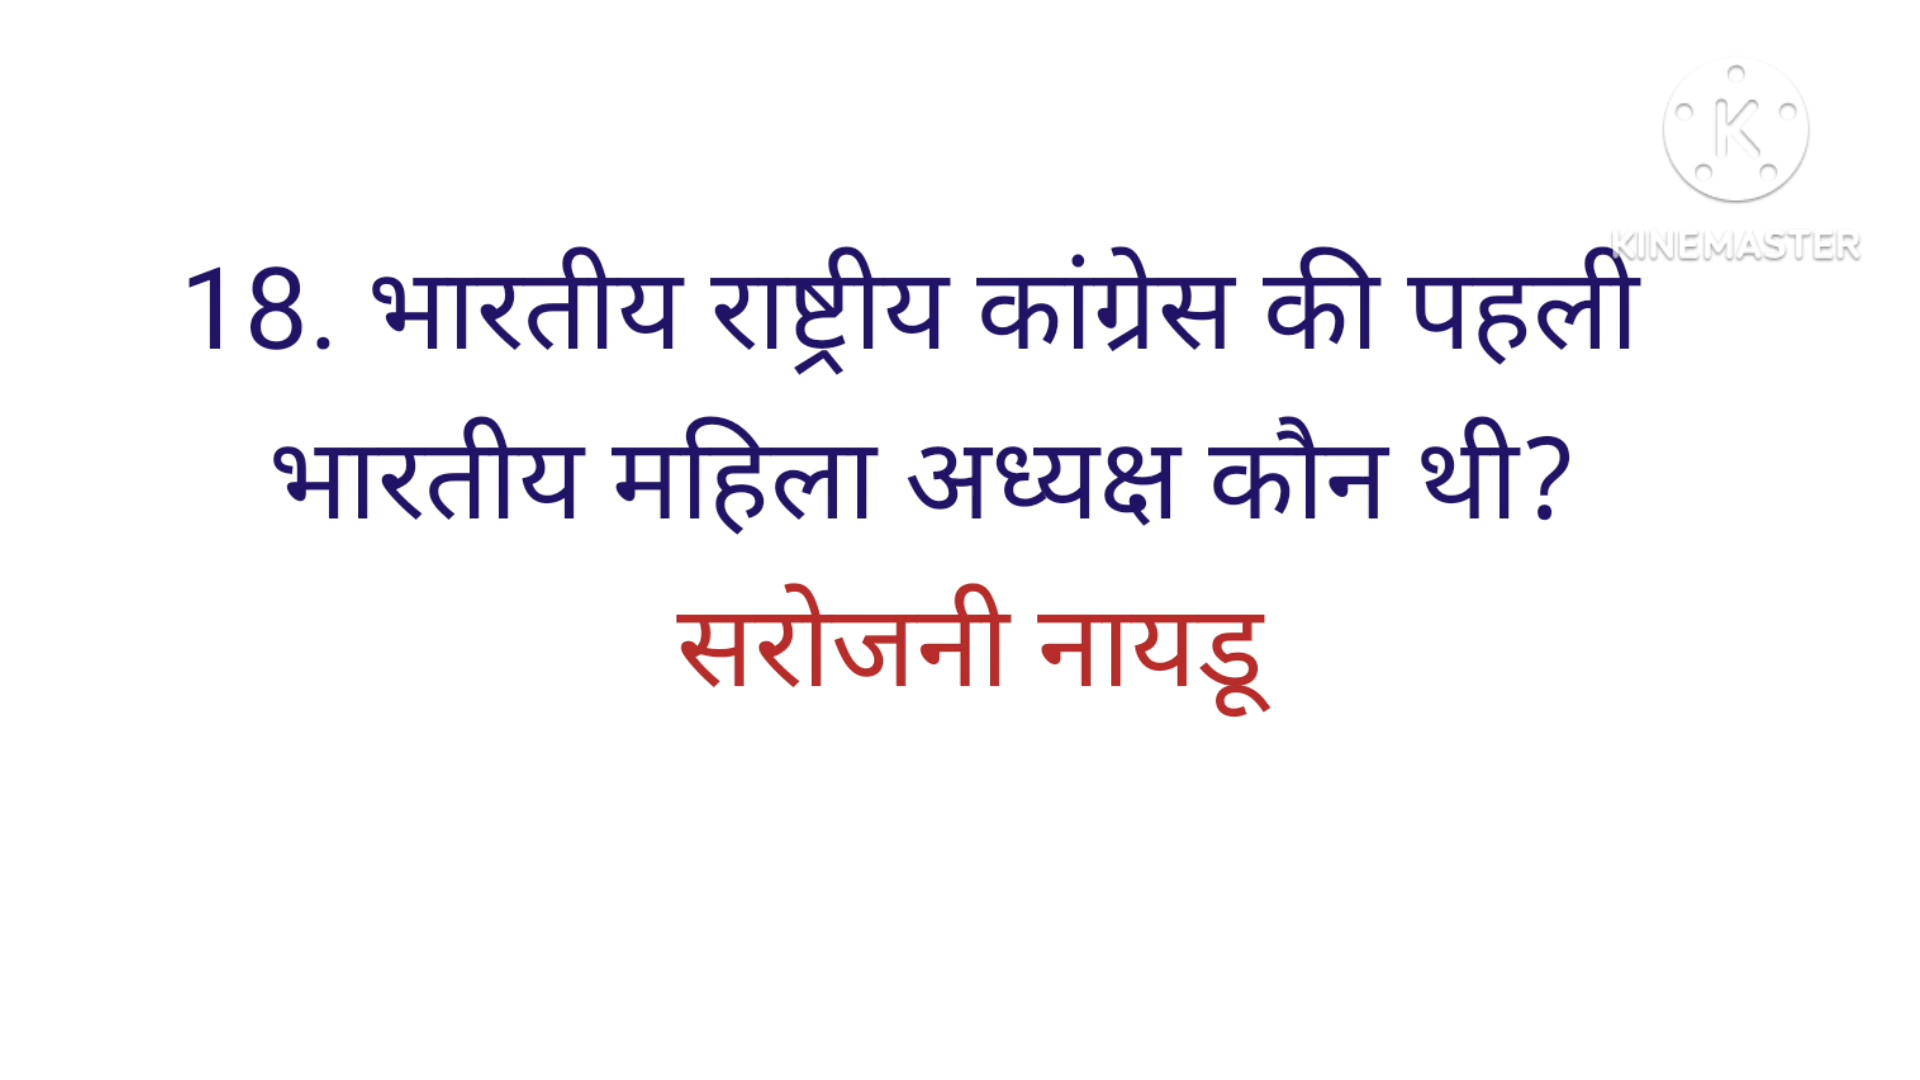 KINEMASTER
18. भारतीय राष्ट्रीय कांग्रेस की पहली
भारतीय महिला अध्यक्ष कौन थी?
सरोजनी नायडू